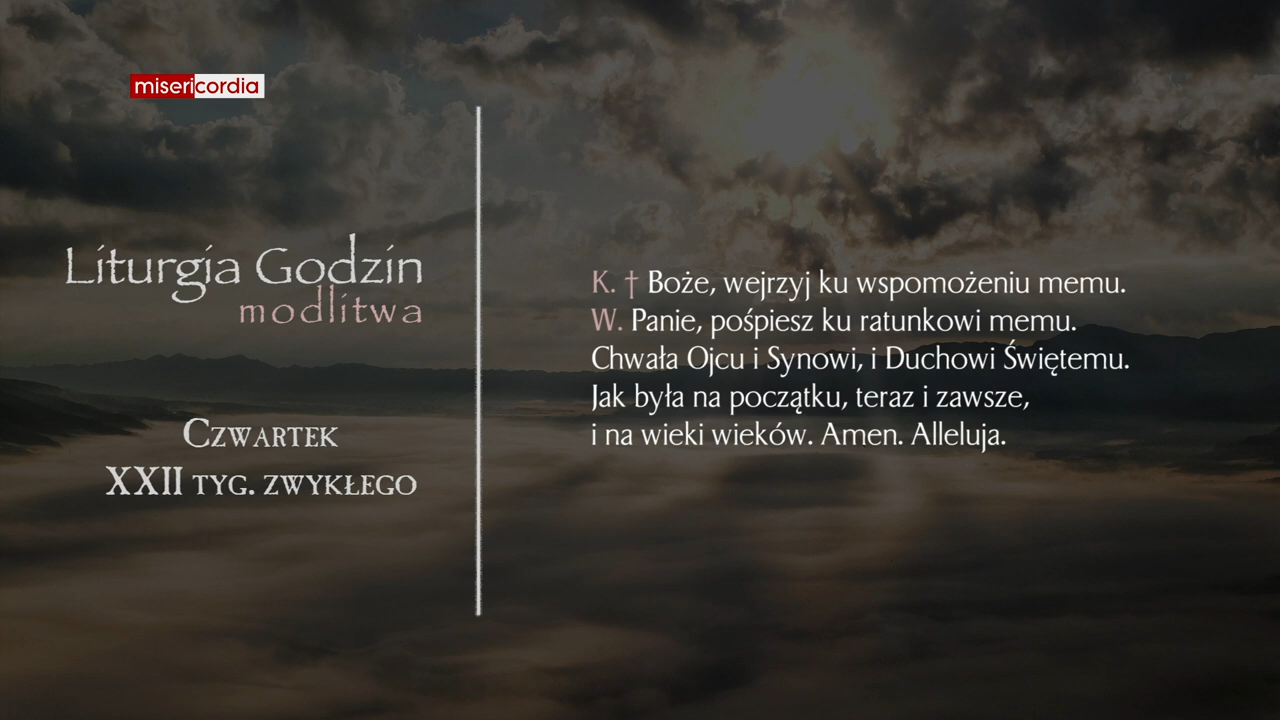 misericordia
Liturgia Godzin
modlitwa
Czwartek
XXII tyg. zwykłego
K. † Boże, wejrzyj ku wspomożeniu memu.
W. Panie, pośpiesz ku ratunkowi memu.
Chwała Ojcu i Synowi, i Duchowi Świętemu.
Jak była na początku, teraz i zawsze,
i na wieki wieków. Amen. Alleluja.